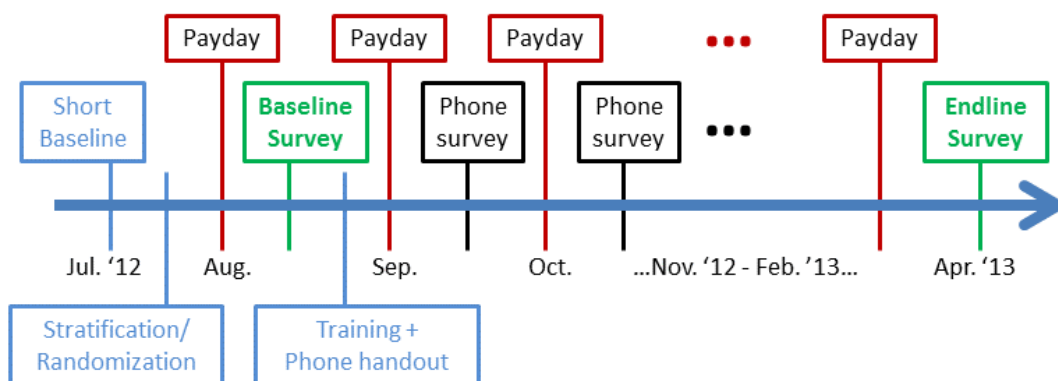 Payday
Payday
Payday
...
Payday
Short
Baseline
Baseline
Survey
Phone
survey
Phone
survey
...
Endline
Survey
Jul. ‘12
Aug.
Sep.
Oct.
...Nov. ‘12 - Feb. ’13...
Apr. ‘13
Stratification/
Randomization
Training +
Phone handout